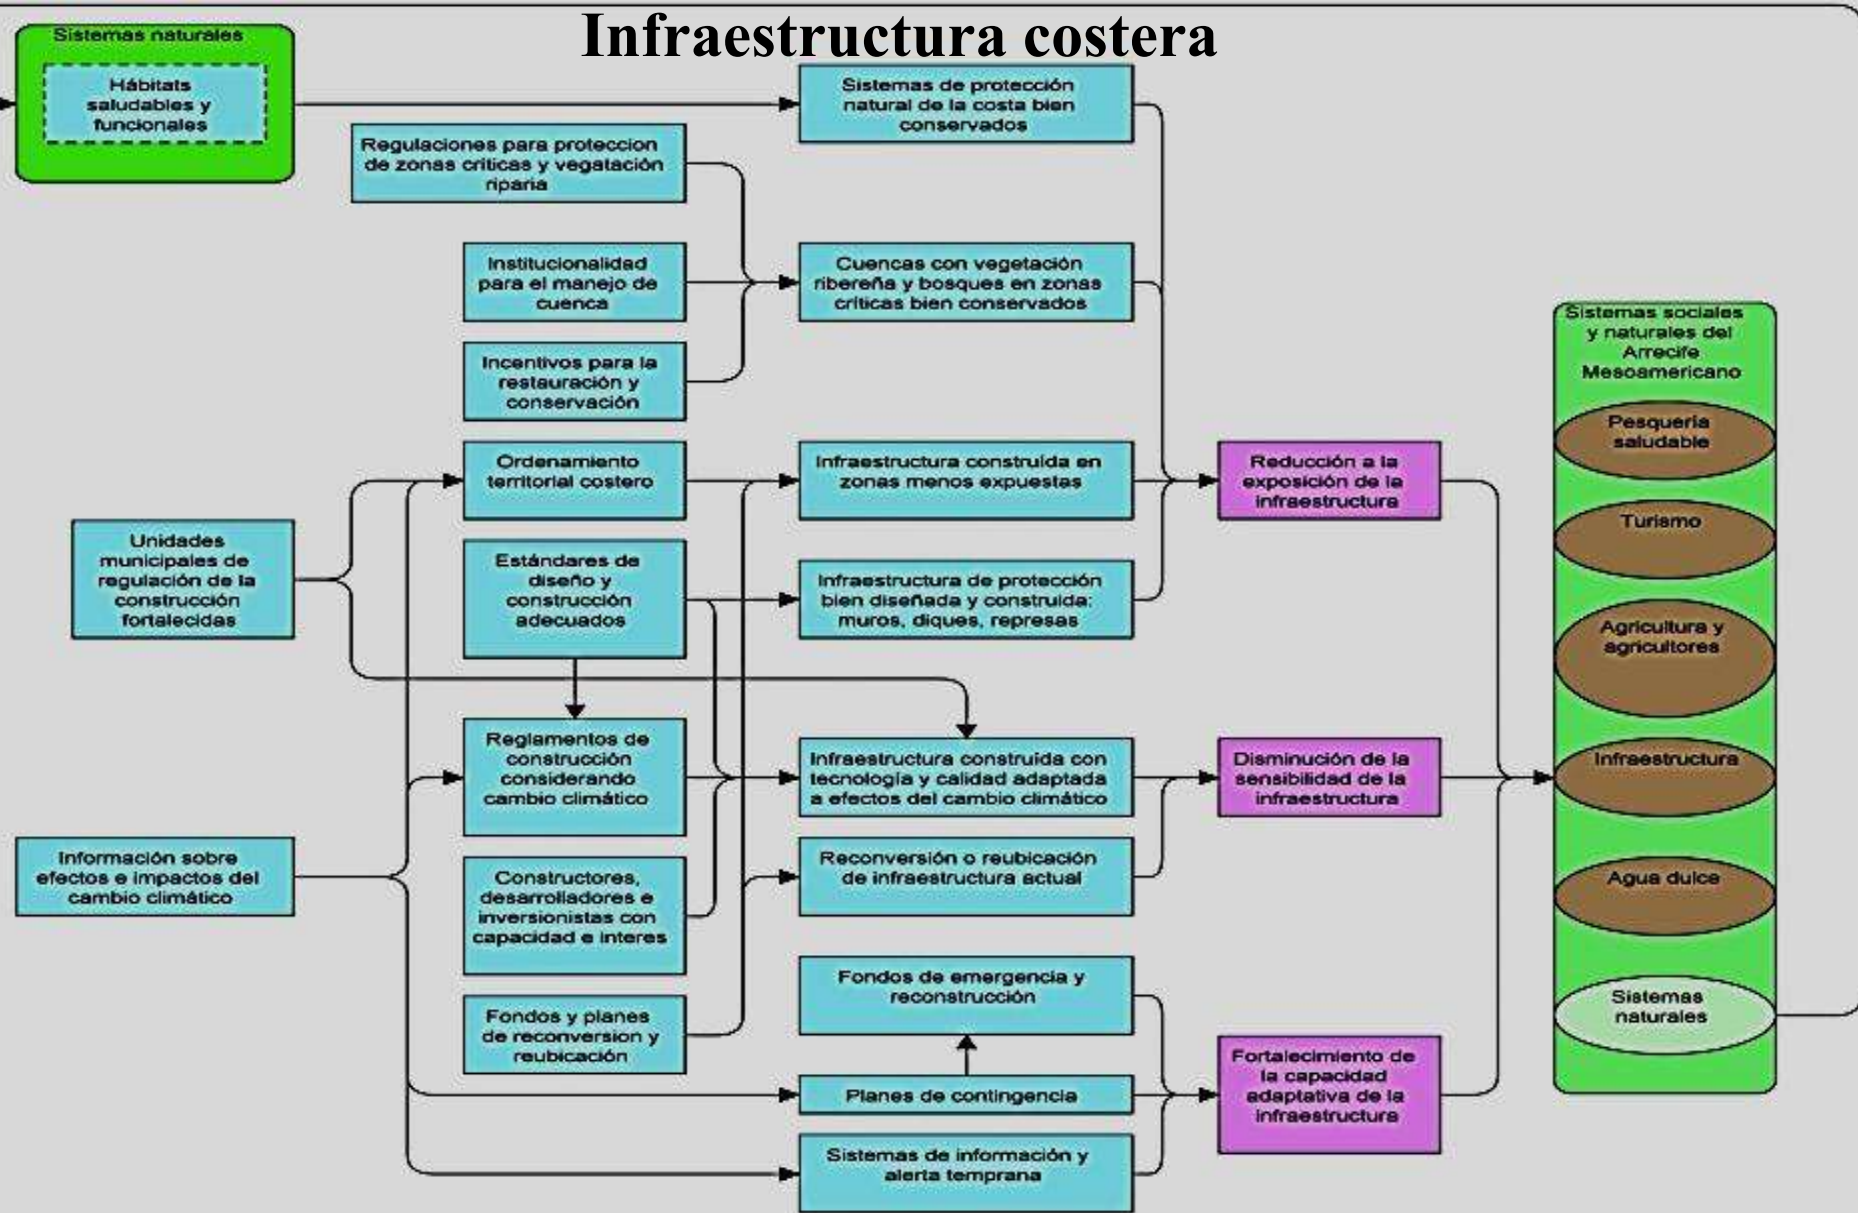 Infraestructura costera
Sistemas naturales
Hábitats
saludables y
funcionales
Sistemas de protección
natural de la costa bien
conservados
Regulaciones para proteccion
de zonas criticas y vegatación
riparia
Institucionalidad
para el manejo de
cuenca
Cuencas con vegetación
ribereña y bosques en zonas
críticas bien conservados
Incentivos para la
restauración y
conservación
Ordenamiento
territorial costero
Infraestructura construída en
zonas menos expuestas
Reducción a la
exposición de la
infraestructura
Unidades
municipales de
regulación de la
construcción
fortalecidas
Estándares de
diseño y
construcción
adecuados
Infraestructura de protección
bien diseñada y construida:
muros, diques, represas
Reglamentos de
construcción
considerando
cambio climático
Infraestructura construída con
tecnología y calidad adaptada
a efectos del cambio climático
Disminución de la
sensibilidad de la
infraestructura
Información sobre
efectos e impactos del
cambio climático
Constructores,
desarrolladores e
inversionistas con
capacidad e interes
Reconversión o reubicación
de infraestructura actual
Fondos y planes
de reconversion y
reubicación
Fondos de emergencia y
reconstrucción
Planes de contingencia
Sistemas de información y
alerta temprana
Fortalecimiento de
la capacidad
adaptativa de la
infraestructura
Sistemas sociales
y naturales del
Arrecife
Mesoamericano
Pesquería
saludable
Turismo
Agricultura y
agricultores
Infraestructura
Agua dulce
Sistemas
naturales